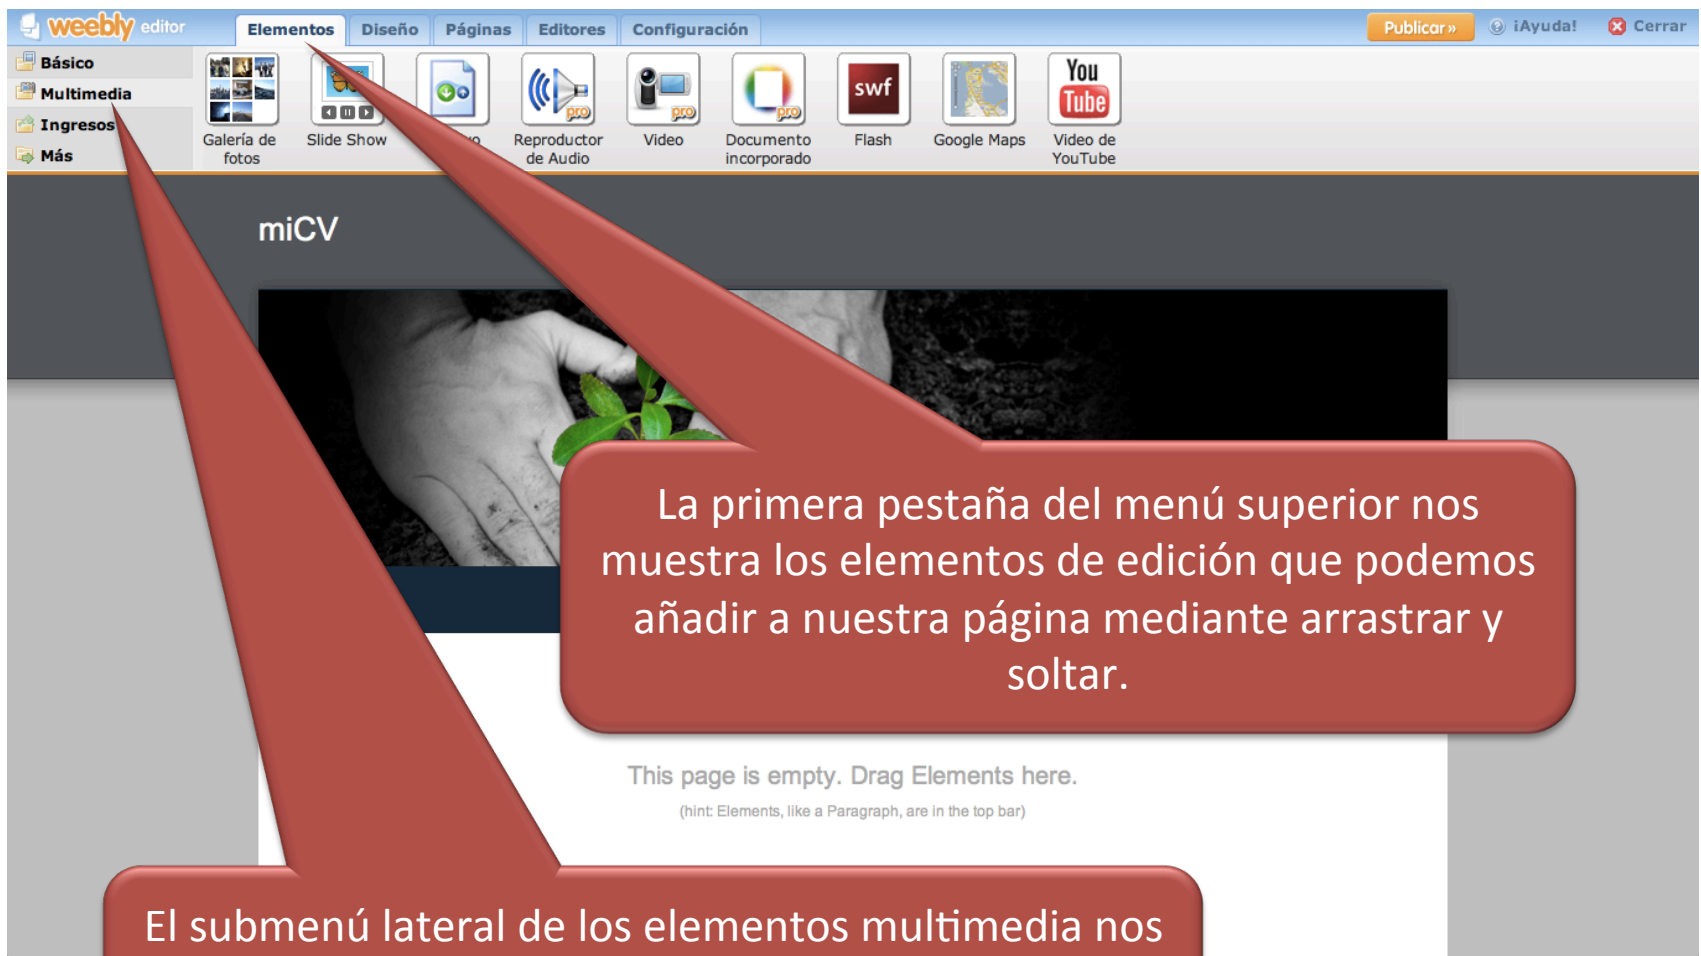 weebly editor
Elementos Diseño Páginas Editores Configuración
Publicar» ¡Ayuda! Cerrar
Básico
Multimedia
Ingresos
Más
Galería de
fotos
Slide Show
pro
Reproductor
de Audio
pro
Video
pro
Documento
incorporado
swf
Flash
Google Maps
You
Tube
Video de
YouTube
miCV
La primera pestaña del menú superior nos
muestra los elementos de edición que podemos
añadir a nuestra página mediante arrastrar y
soltar.
This page is empty. Drag Elements here.
(hint: Elements, like a Paragraph, are in the top bar)
El submenú lateral de los elementos multimedia nos